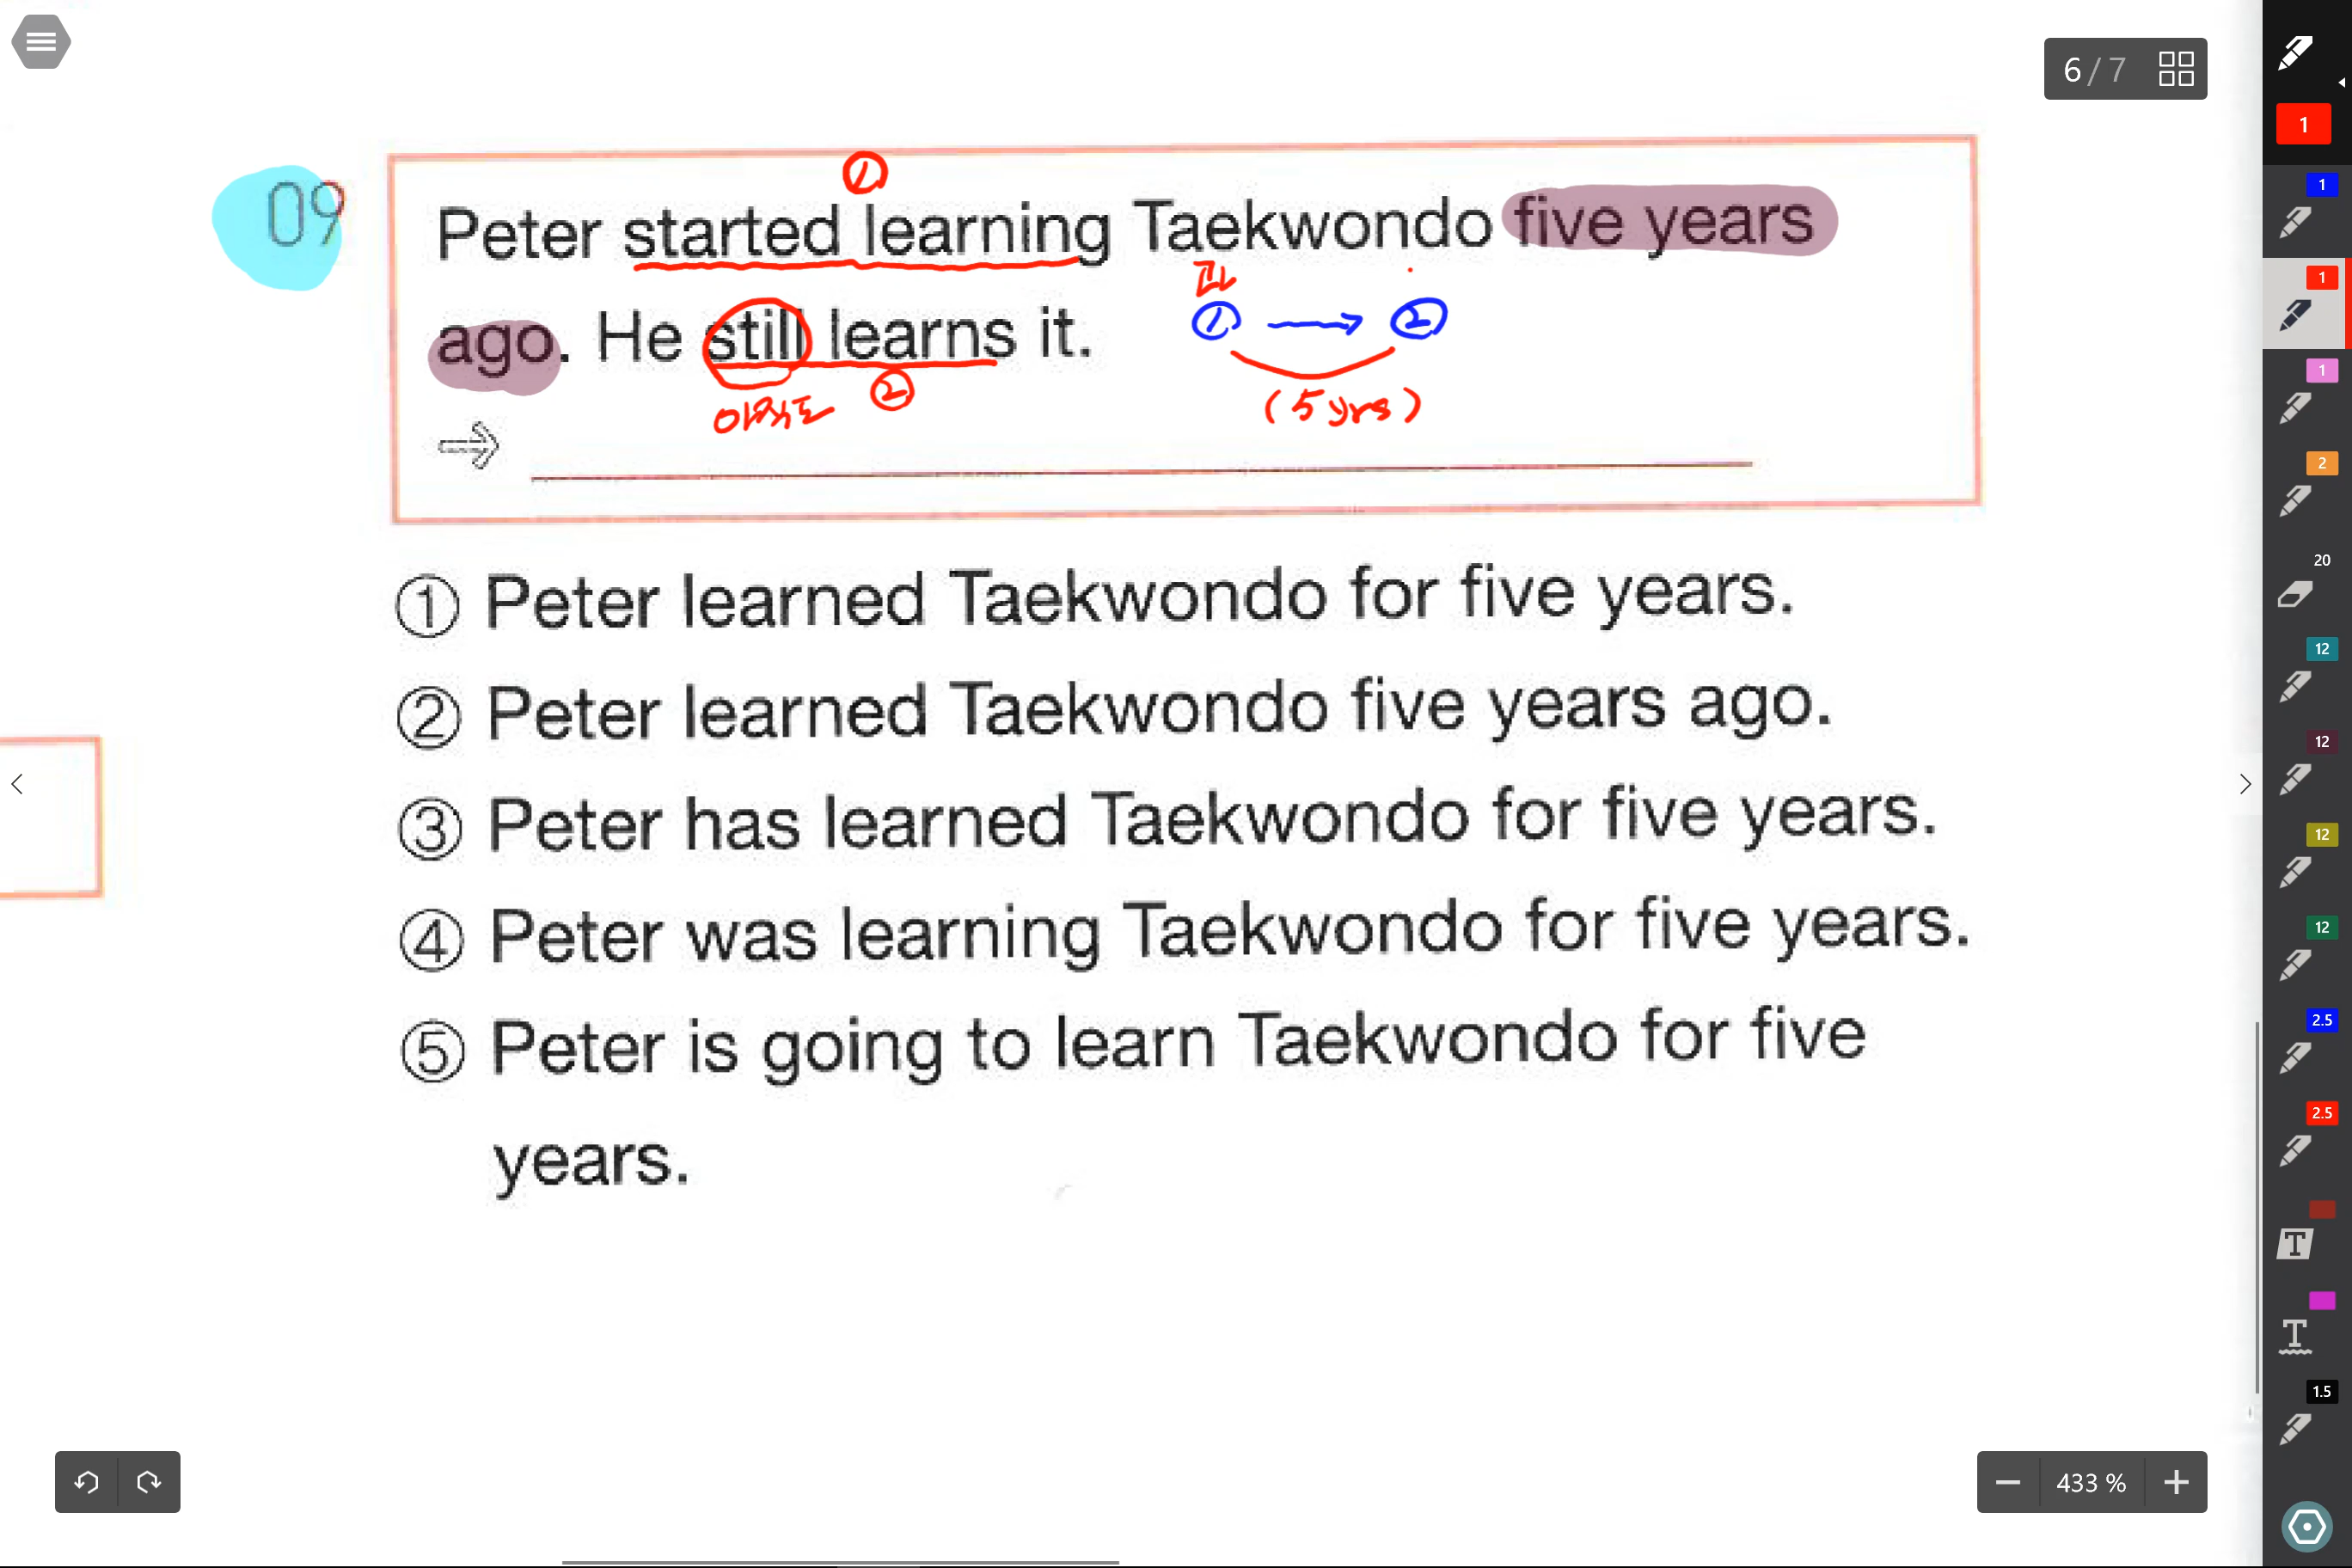 6 / 7
09
①
Peter started learning Taekwondo five years
과
ago. He still learns it.
① → ②
아직도 ②
(5 yrs)
⇨
① Peter learned Taekwondo for five years.
② Peter learned Taekwondo five years ago.
③ Peter has learned Taekwondo for five years.
④ Peter was learning Taekwondo for five years.
⑤ Peter is going to learn Taekwondo for five
years.
433 %
1
1
1
1
2
20
12
12
12
12
2.5
2.5
T
T
1.5